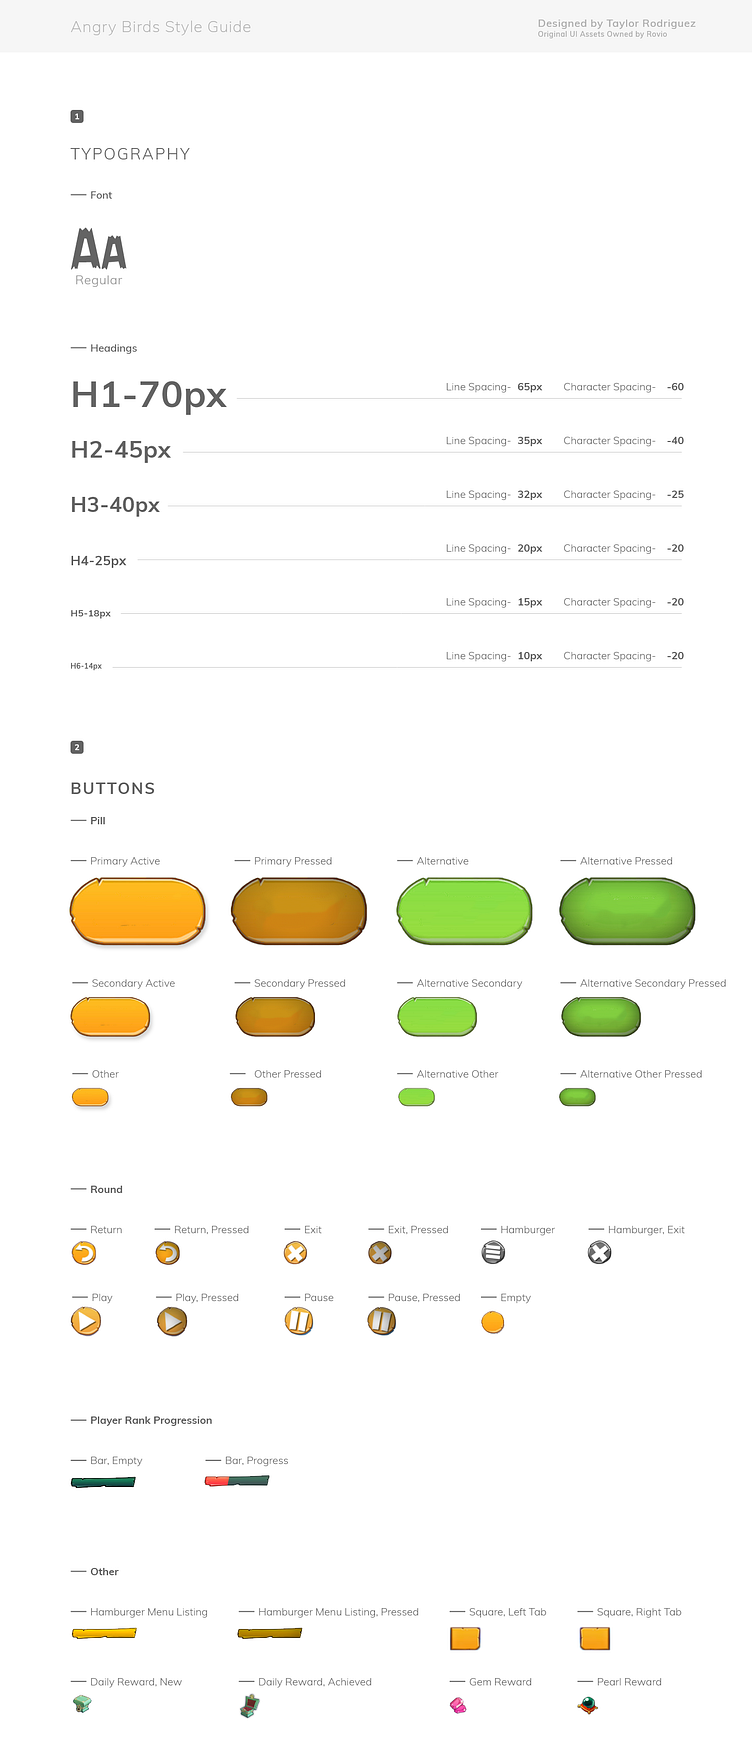 Angry Birds Style Guide
Designed by Taylor Rodriguez
Original UI Assets Owned by Rovio
1
TYPOGRAPHY
Font
AA
Regular
Headings
H1-70px Line Spacing- 65px Character Spacing- -60
H2-45px Line Spacing- 35px Character Spacing- -40
H3-40px Line Spacing- 32px Character Spacing- -25
H4-25px Line Spacing- 20px Character Spacing- -20
H5-18px Line Spacing- 15px Character Spacing- -20
H6-14px Line Spacing- 10px Character Spacing- -20
2
BUTTONS
Pill
Primary Active Primary Pressed Alternative Alternative Pressed
Secondary Active Secondary Pressed Alternative Secondary Alternative Secondary Pressed
Other Other Pressed Alternative Other Alternative Other Pressed
Round
Return Return, Pressed Exit Exit, Pressed Hamburger Hamburger, Exit
Play Play, Pressed Pause Pause, Pressed Empty
Player Rank Progression
Bar, Empty Bar, Progress
Other
Hamburger Menu Listing Hamburger Menu Listing, Pressed Square, Left Tab Square, Right Tab
Daily Reward, New Daily Reward, Achieved Gem Reward Pearl Reward